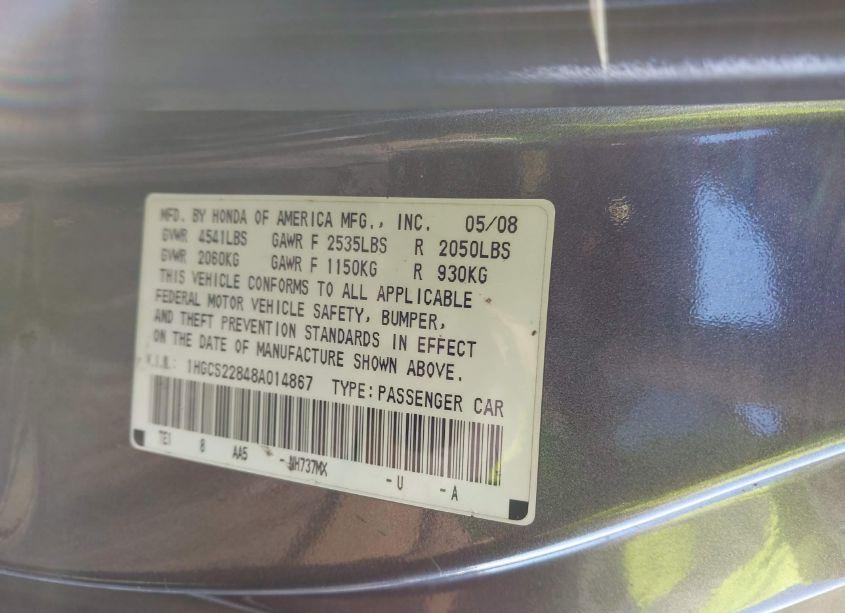 MFD. BY HONDA OF AMERICA MFG., INC. 05/08
GVWR 4541LBS GAWR F 2535LBS R 2050LBS
GVWR 2060KG GAWR F 1150KG R 930KG
THIS VEHICLE CONFORMS TO ALL APPLICABLE
FEDERAL MOTOR VEHICLE SAFETY, BUMPER,
AND THEFT PREVENTION STANDARDS IN EFFECT
ON THE DATE OF MANUFACTURE SHOWN ABOVE.
V.I.N.: 1HGCS22848A014867 TYPE:PASSENGER CAR
TE1 8 AA5 -NH737MX -U -A